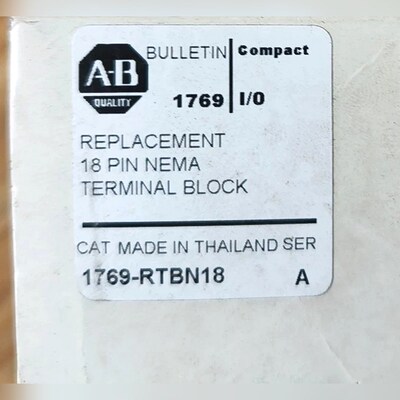 A-B
QUALITY
BULLETIN
1769
Compact
I/O
REPLACEMENT
18 PIN NEMA
TERMINAL BLOCK
CAT MADE IN THAILAND SER
1769-RTBN18 A